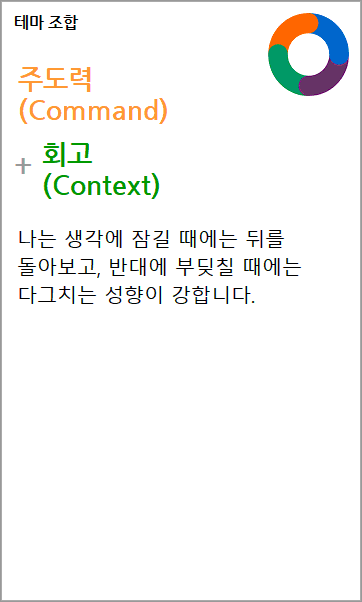 테마 조합
주도력
(Command)
+ 회고
(Context)
나는 생각에 잠길 때에는 뒤를
돌아보고, 반대에 부딪칠 때에는
다그치는 성향이 강합니다.